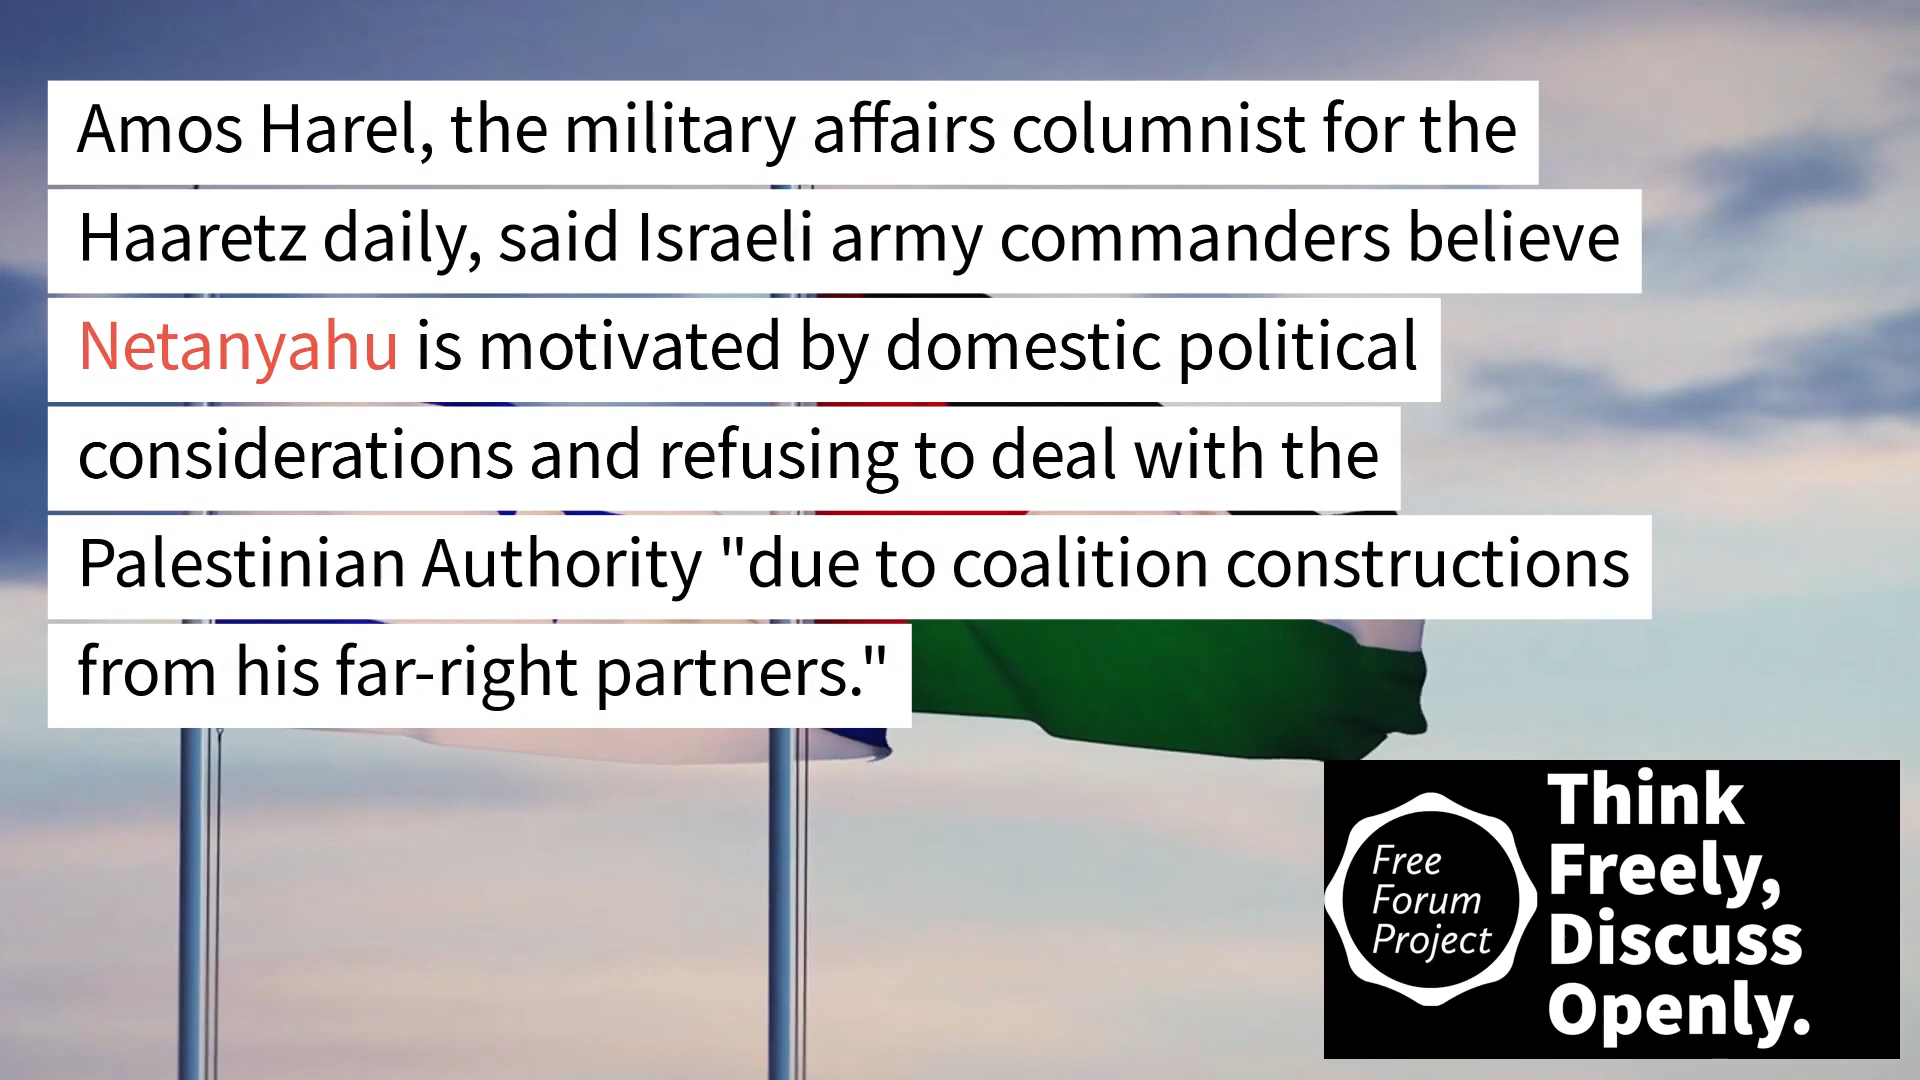 Amos Harel, the military affairs columnist for the
Haaretz daily, said Israeli army commanders believe
Netanyahu is motivated by domestic political
considerations and refusing to deal with the
Palestinian Authority "due to coalition constructions
from his far-right partners."
Free
Forum
Project
Think
Freely,
Discuss
Openly.